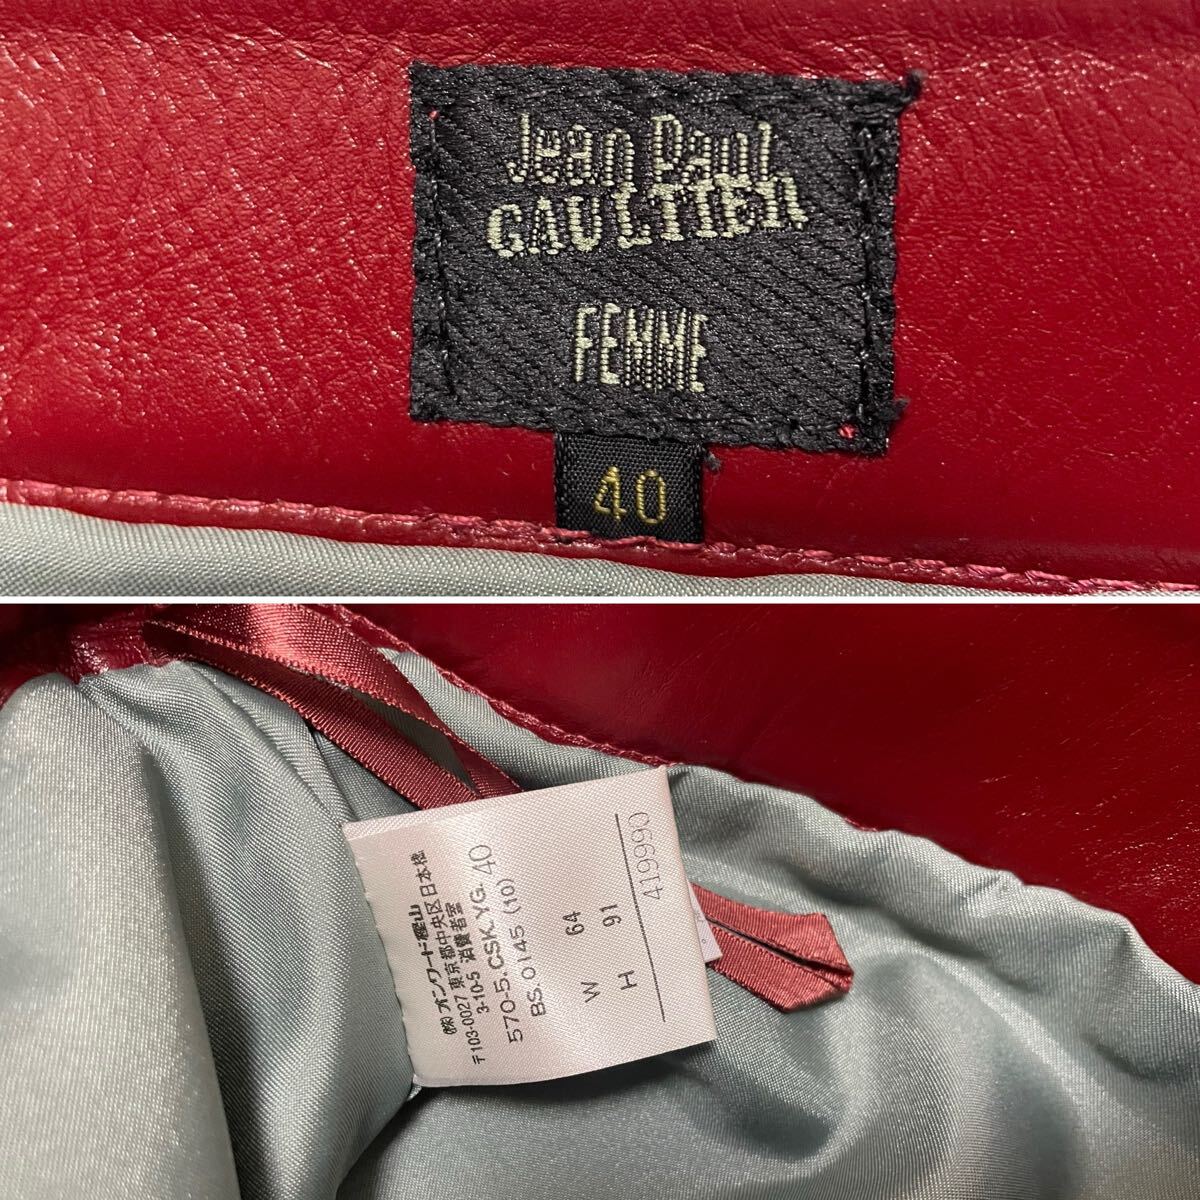 Jean Paul
GAULTIER
FEMME
40
(株)オンワード樫山
〒103-0027 東京都中央区日本橋
3-10-5 消費者室
570-5. CSK. YG. 40
BS. 0145 (10)
W 64
H 91
419990